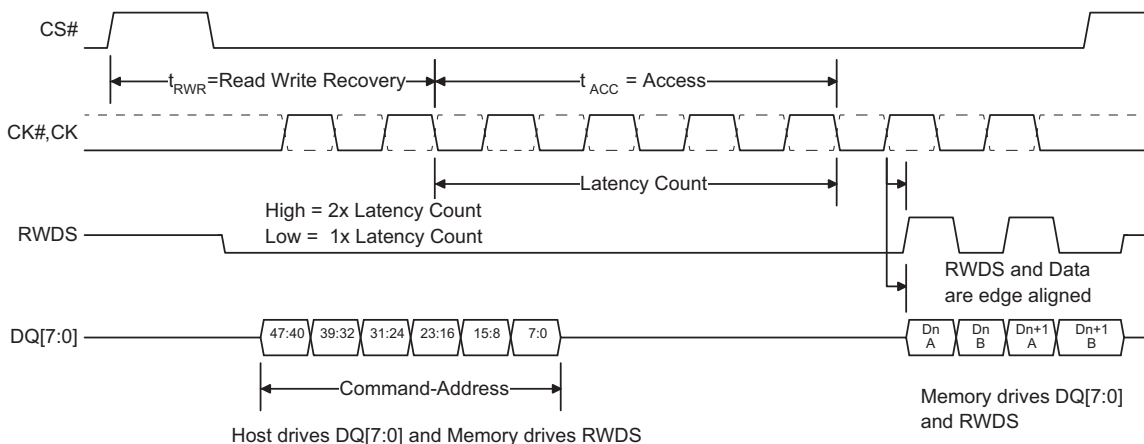 CS#
tRWR=Read Write Recovery
tACC = Access
CK#,CK
Latency Count
High = 2x Latency Count
Low = 1x Latency Count
RWDS
RWDS and Data
are edge aligned
DQ[7:0]
47:40 39:32 31:24 23:16 15:8 7:0
Dn A
Dn B
Dn+1 A
Dn+1 B
Command-Address
Memory drives DQ[7:0]
and RWDS
Host drives DQ[7:0] and Memory drives RWDS